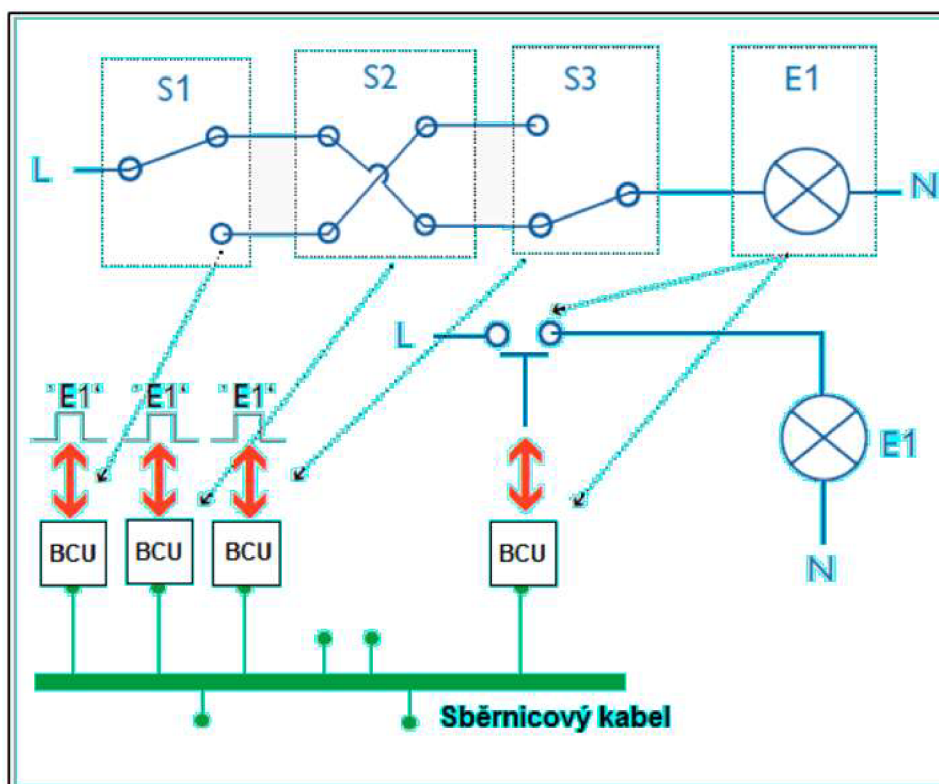 S1
S2
S3
E1
L
N
L
"E1“
"E1“
"E1“
E1
BCU
BCU
BCU
BCU
N
Sběrnicový kabel